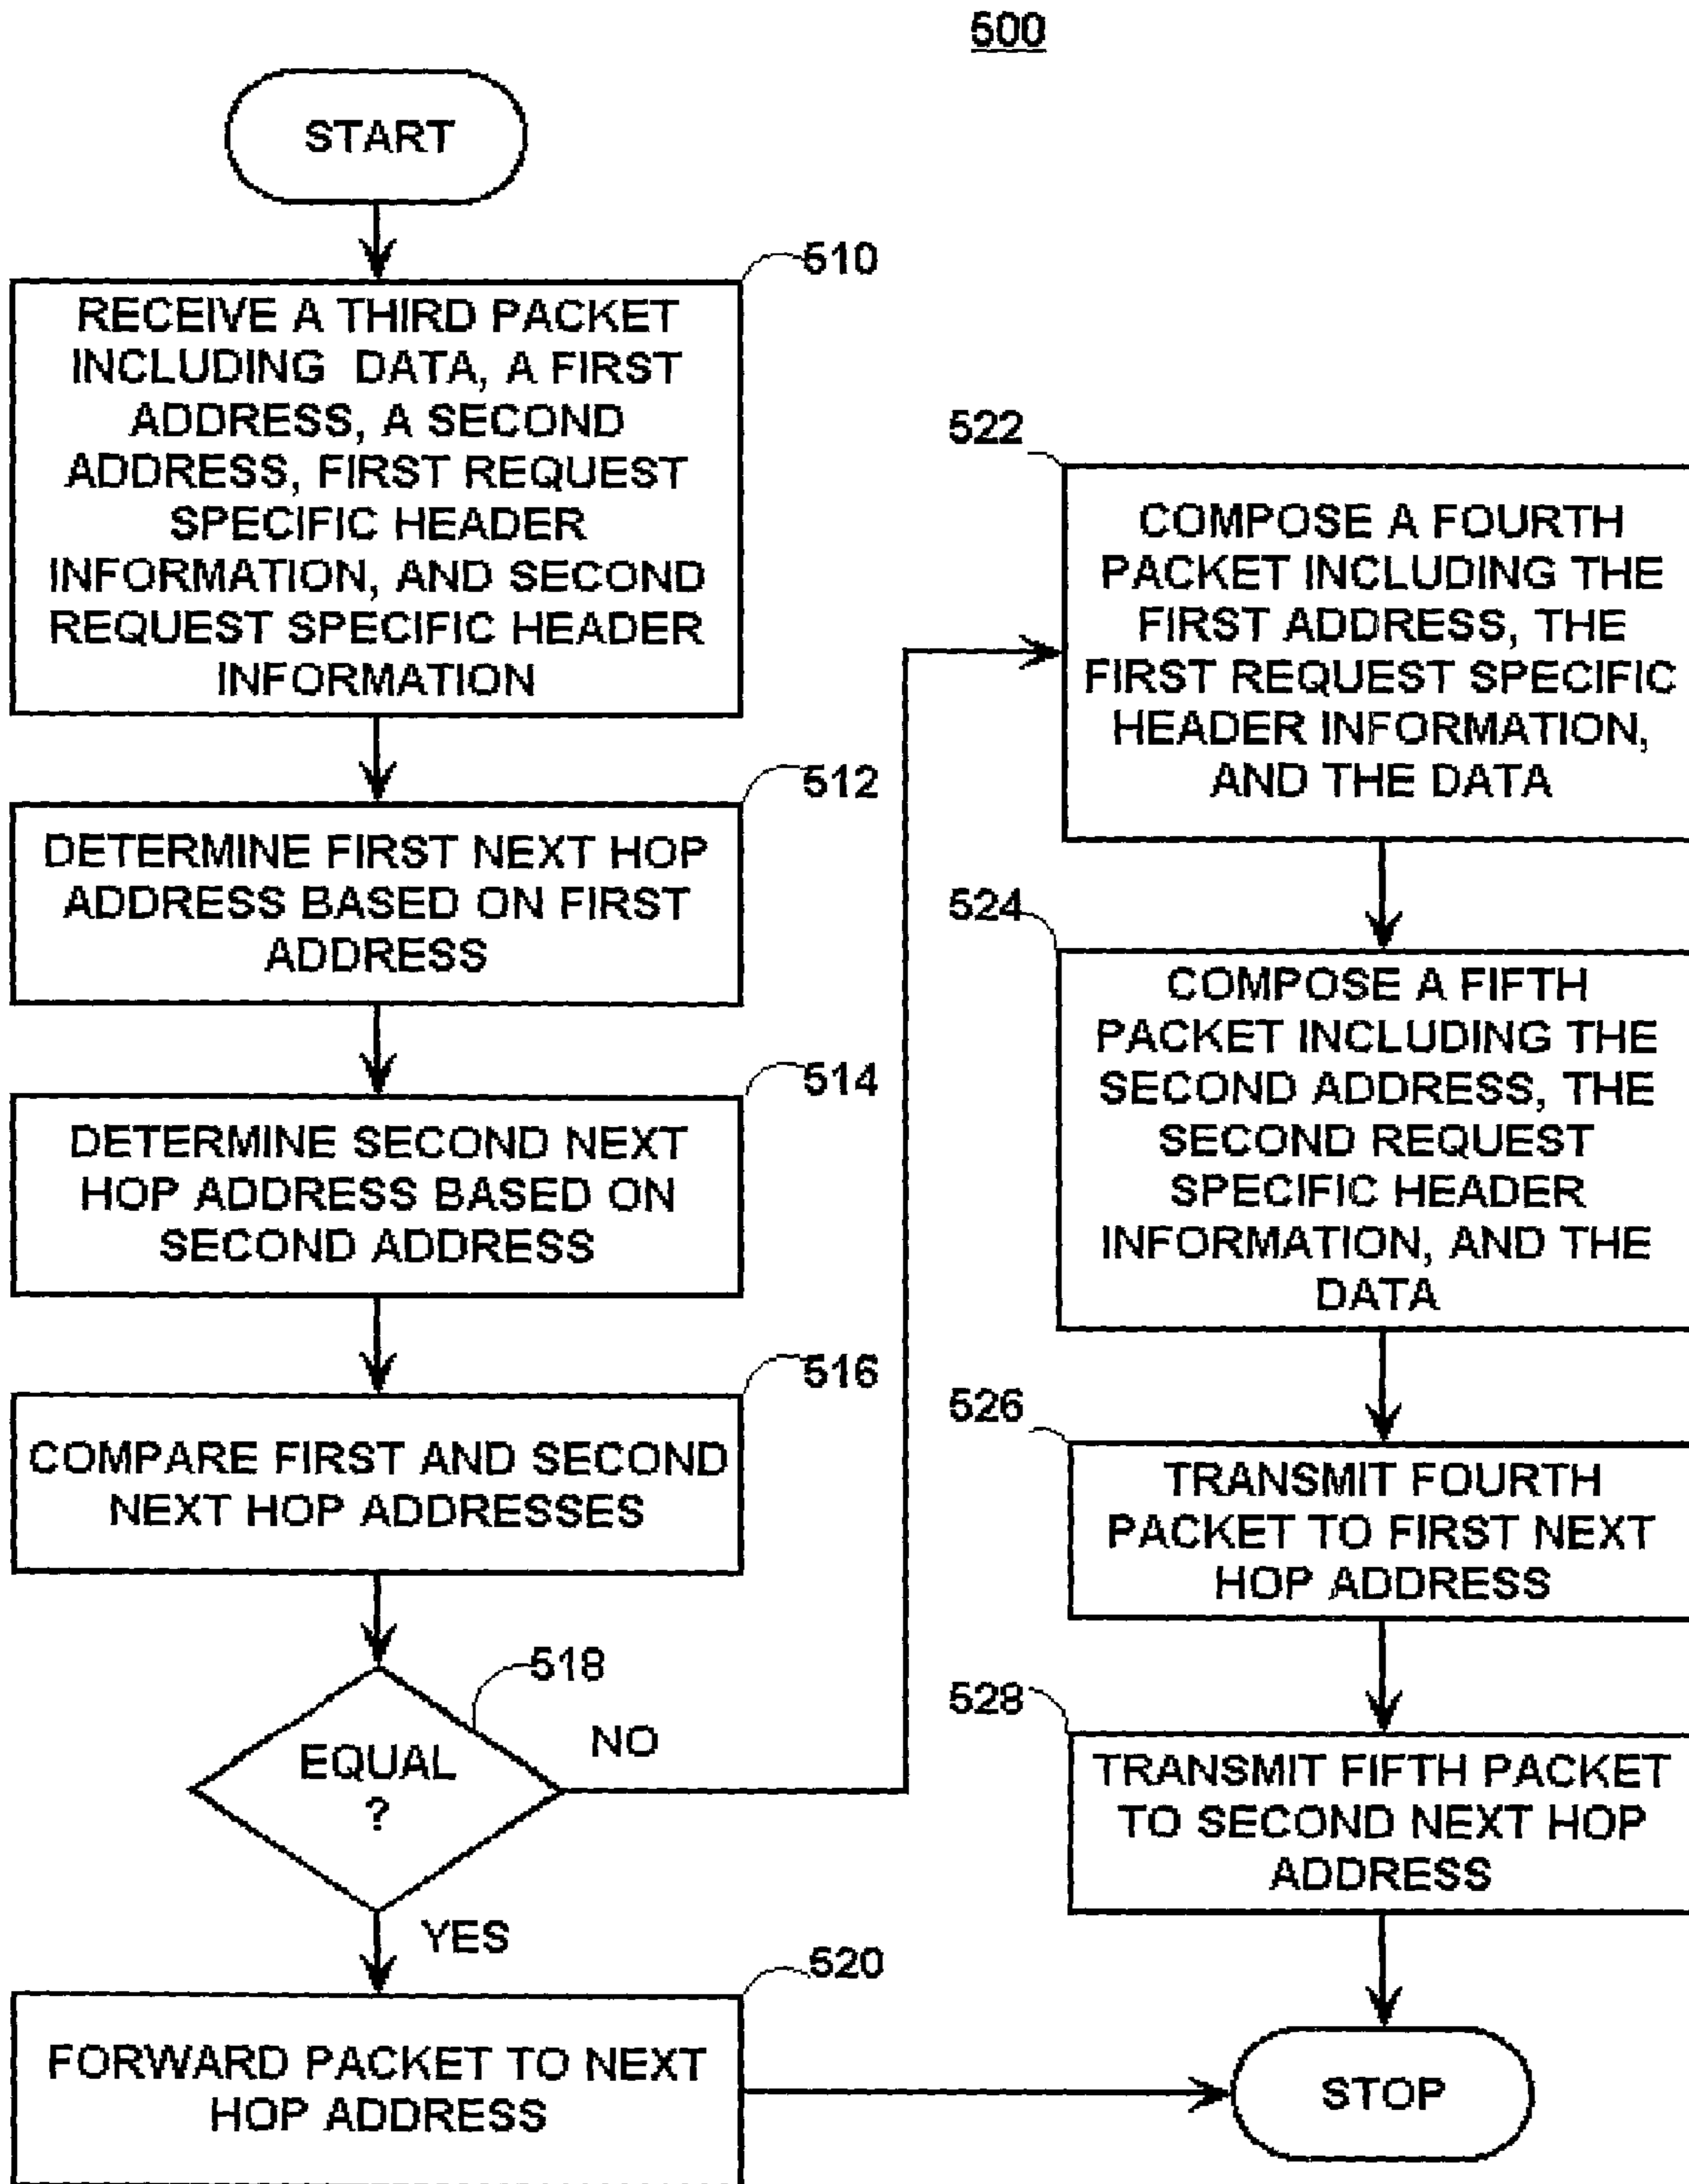 500
START
510
RECEIVE A THIRD PACKET
INCLUDING DATA, A FIRST
ADDRESS, A SECOND
ADDRESS, FIRST REQUEST
SPECIFIC HEADER
INFORMATION, AND SECOND
REQUEST SPECIFIC HEADER
INFORMATION
512
DETERMINE FIRST NEXT HOP
ADDRESS BASED ON FIRST
ADDRESS
514
DETERMINE SECOND NEXT
HOP ADDRESS BASED ON
SECOND ADDRESS
516
COMPARE FIRST AND SECOND
NEXT HOP ADDRESSES
518
EQUAL
?
NO
YES
520
FORWARD PACKET TO NEXT
HOP ADDRESS
522
COMPOSE A FOURTH
PACKET INCLUDING THE
FIRST ADDRESS, THE
FIRST REQUEST SPECIFIC
HEADER INFORMATION,
AND THE DATA
524
COMPOSE A FIFTH
PACKET INCLUDING THE
SECOND ADDRESS, THE
SECOND REQUEST
SPECIFIC HEADER
INFORMATION, AND THE
DATA
526
TRANSMIT FOURTH
PACKET TO FIRST NEXT
HOP ADDRESS
528
TRANSMIT FIFTH PACKET
TO SECOND NEXT HOP
ADDRESS
STOP